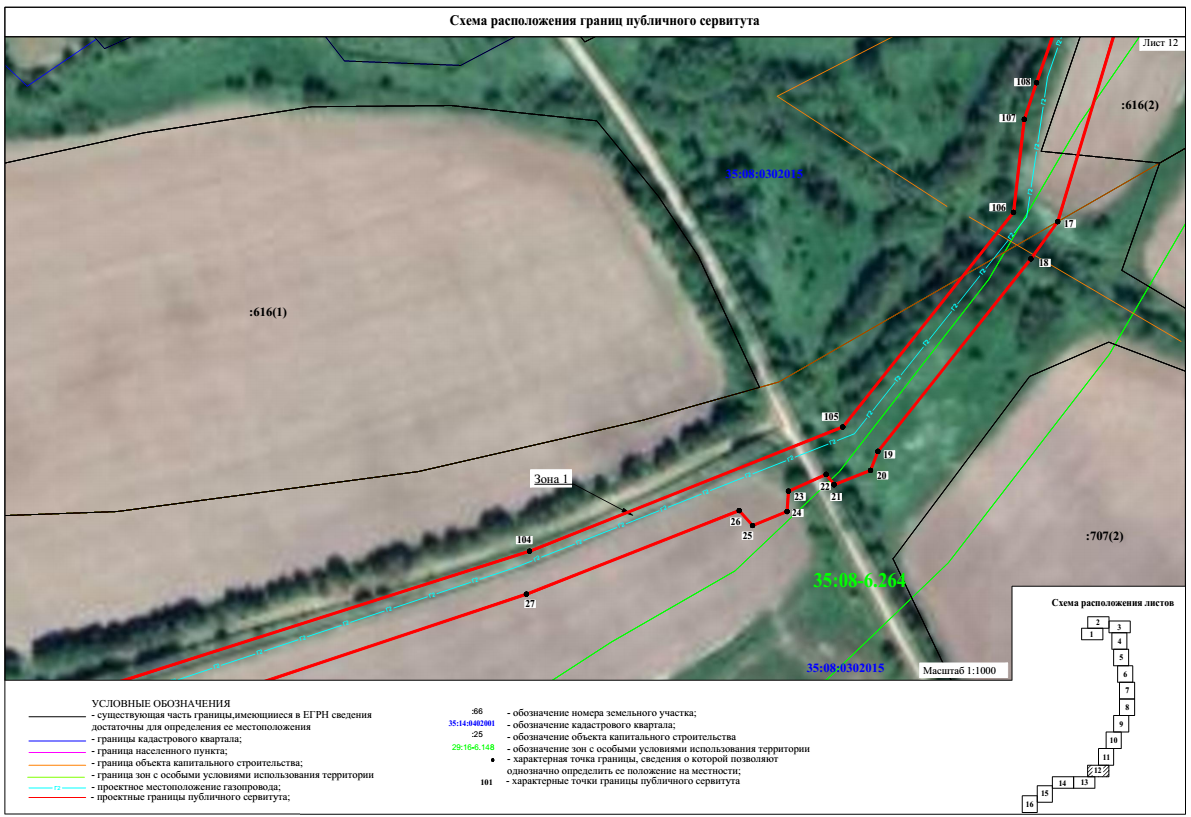 Схема расположения границ публичного сервитута
Лист 12
108
:616(2)
107
35:08:0302015
106
17
18
:616(1)
105
19
Зона 1
20
22
21
23
24
26
25
104
:707(2)
35:08-6.264
27
35:08:0302015
Масштаб 1:1000
Схема расположения листов
2
3
1
4
5
6
7
8
9
10
11
12
14
13
15
16
УСЛОВНЫЕ ОБОЗНАЧЕНИЯ
- существующая часть границы,имеющиеся в ЕГРН сведения
достаточны для определения ее местоположения
- границы кадастрового квартала;
- граница населенного пункта;
- граница объекта капитального строительства;
- граница зон с особыми условиями использования территории
г2 - проектное местоположение газопровода;
- проектные границы публичного сервитута;
:66 - обозначение номера земельного участка;
35:14:0402001 - обозначение кадастрового квартала;
:25 - обозначение объекта капитального строительства
29:16-6.148 - обозначение зон с особыми условиями использования территории
- характерная точка границы, сведения о которой позволяют
однозначно определить ее положение на местности;
101 - характерные точки границы публичного сервитута